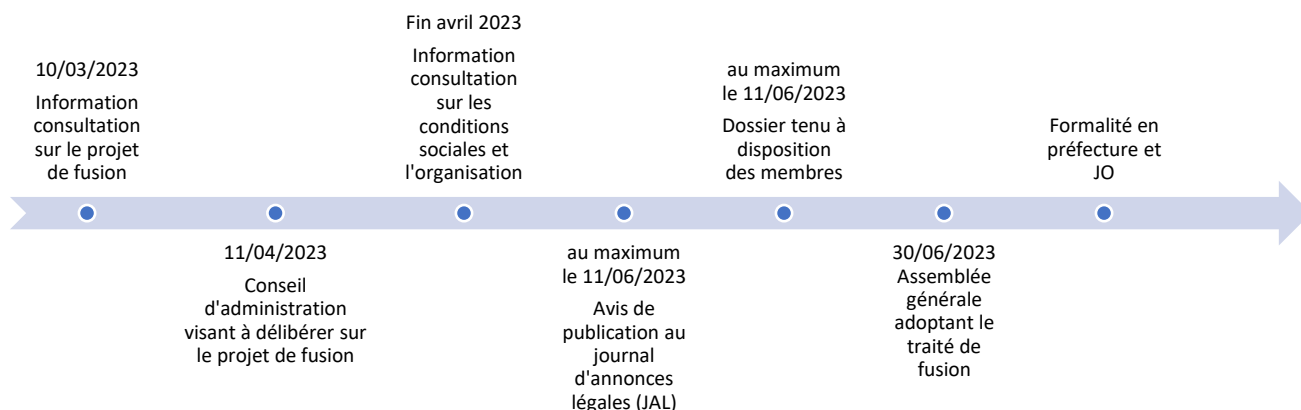 10/03/2023
Information
consultation
sur le projet
de fusion
11/04/2023
Conseil
d'administration
visant à délibérer sur
le projet de fusion
Fin avril 2023
Information
consultation
sur les
conditions
sociales et
l'organisation
au maximum
le 11/06/2023
Avis de
publication au
journal
d'annonces
légales (JAL)
au maximum
le 11/06/2023
Dossier tenu à
disposition
des membres
30/06/2023
Assemblée
générale
adoptant le
traité de
fusion
Formalité en
préfecture et
JO